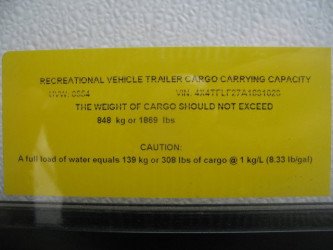 RECREATIONAL VEHICLE TRAILER CARGO CARRYING CAPACITY
VIN:
THE WEIGHT OF CARGO SHOULD NOT EXCEED
848 kg or 1869 lbs
CAUTION:
A full load of water equals 139 kg or 308 lbs of cargo @ 1 kg/L (8.33 lb/gal)